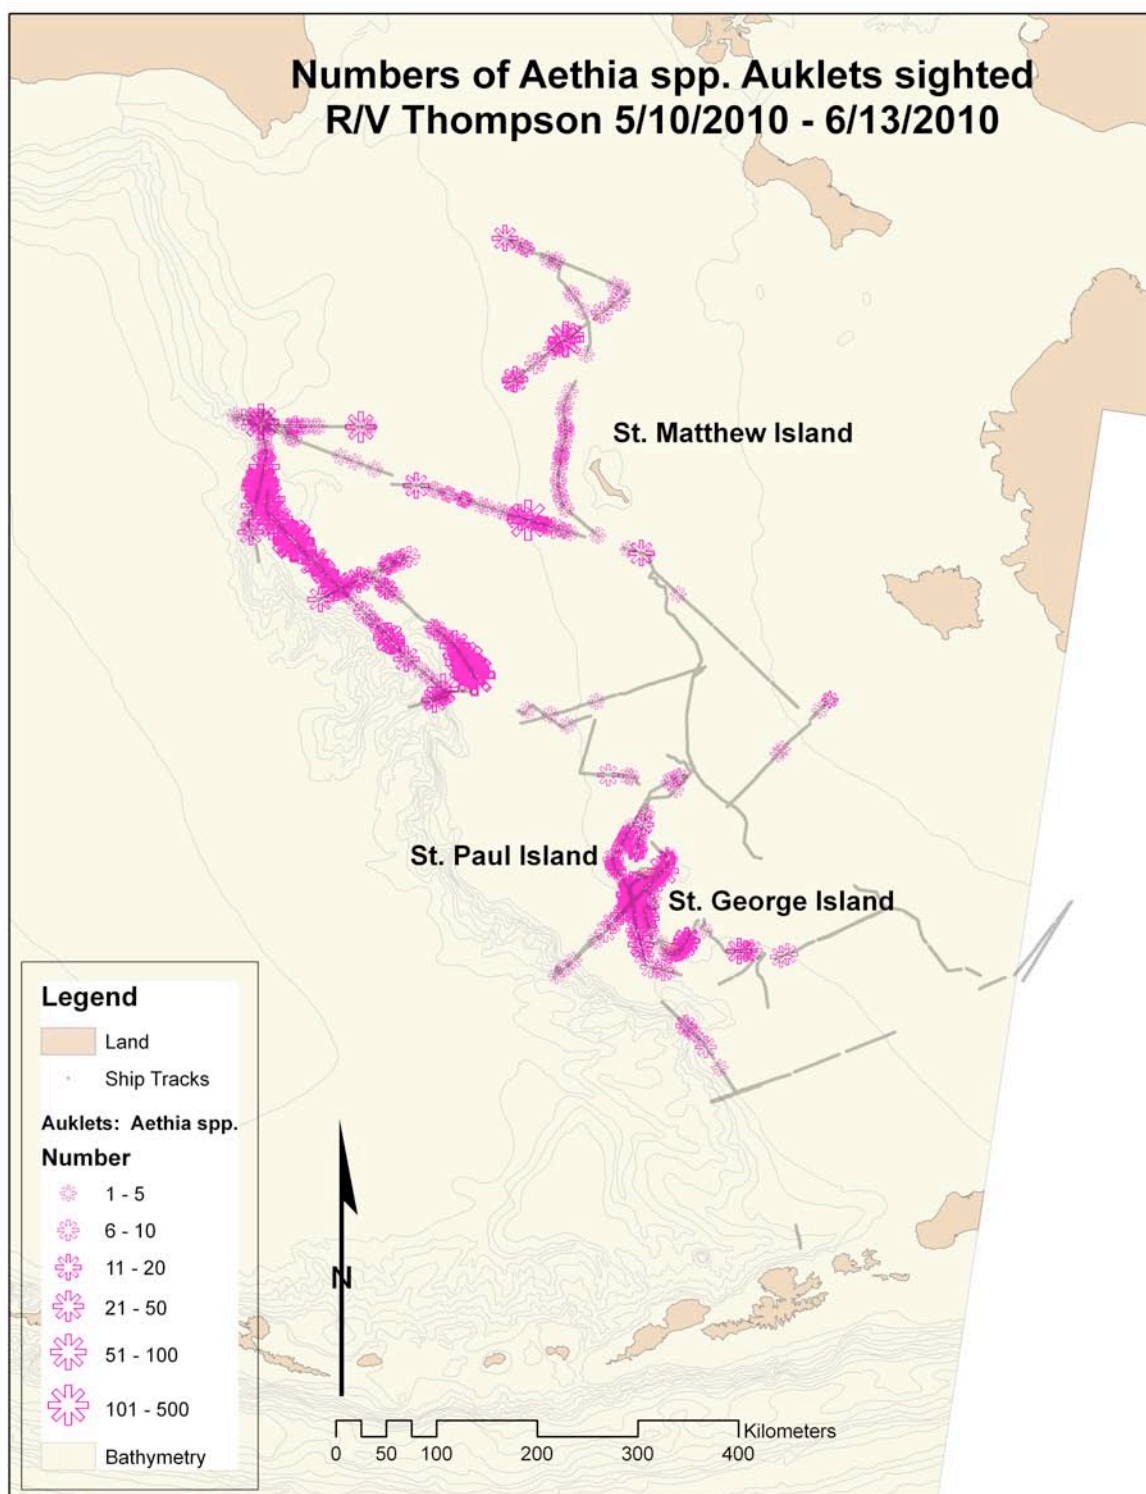 Numbers of Aethia spp. Auklets sighted
R/V Thompson 5/10/2010 - 6/13/2010
St. Matthew Island
St. Paul Island
St. George Island
Legend
Land
Ship Tracks
Auklets: Aethia spp.
Number
1 - 5
6 - 10
11 - 20
21 - 50
51 - 100
101 - 500
Bathymetry
N
Kilometers
0 50 100 200 300 400